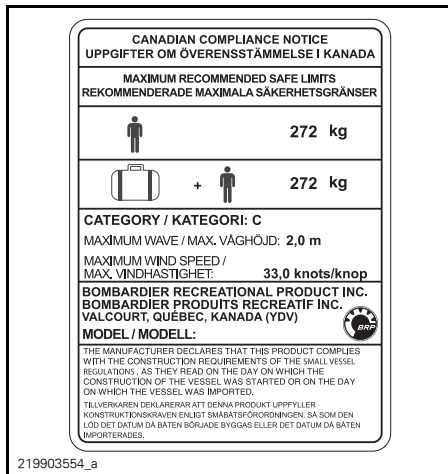 CANADIAN COMPLIANCE NOTICE
UPPGIFTER OM ÖVERENSSTÄMMELSE I KANADA
MAXIMUM RECOMMENDED SAFE LIMITS
REKOMMENDERADE MAXIMALA SÄKERHETSGRÄNSER
272 kg
+ 272 kg
CATEGORY / KATEGORI: C
MAXIMUM WAVE / MAX. VÅGHÖJD: 2,0 m
MAXIMUM WIND SPEED /
MAX. VINDHASTIGHET: 33,0 knots/knop
BOMBARDIER RECREATIONAL PRODUCT INC.
BOMBARDIER PRODUITS RECREATIF INC.
VALCOURT, QUÉBEC, KANADA (YDV)
MODEL / MODELL:
BRP
THE MANUFACTURER DECLARES THAT THIS PRODUCT COMPLIES
WITH THE CONSTRUCTION REQUIREMENTS OF THE SMALL VESSEL
REGULATIONS , AS THEY READ ON THE DAY ON WHICH THE
CONSTRUCTION OF THE VESSEL WAS STARTED OR ON THE DAY
ON WHICH THE VESSEL WAS IMPORTED.
TILLVERKAREN DEKLARERAR ATT DENNA PRODUKT UPPFYLLER
KONSTRUKTIONSKRAVEN ENLIGT SMÅBÅTSFÖRORDNINGEN, SÅ SOM DEN
LÖD DET DATUM DÅ BÅTEN BÖRJADE BYGGAS ELLER DET DATUM DÅ BÅTEN
IMPORTERADES.
219903554_a